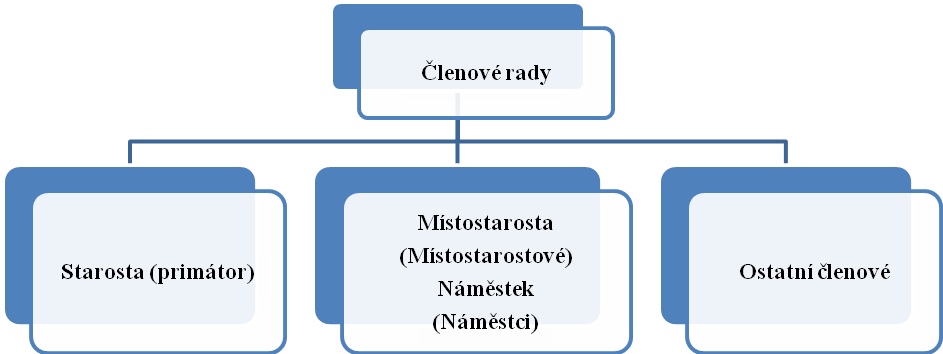 Členové rady
Starosta (primátor)
Místostarosta
(Místostarostové)
Náměstek
(Náměstci)
Ostatní členové